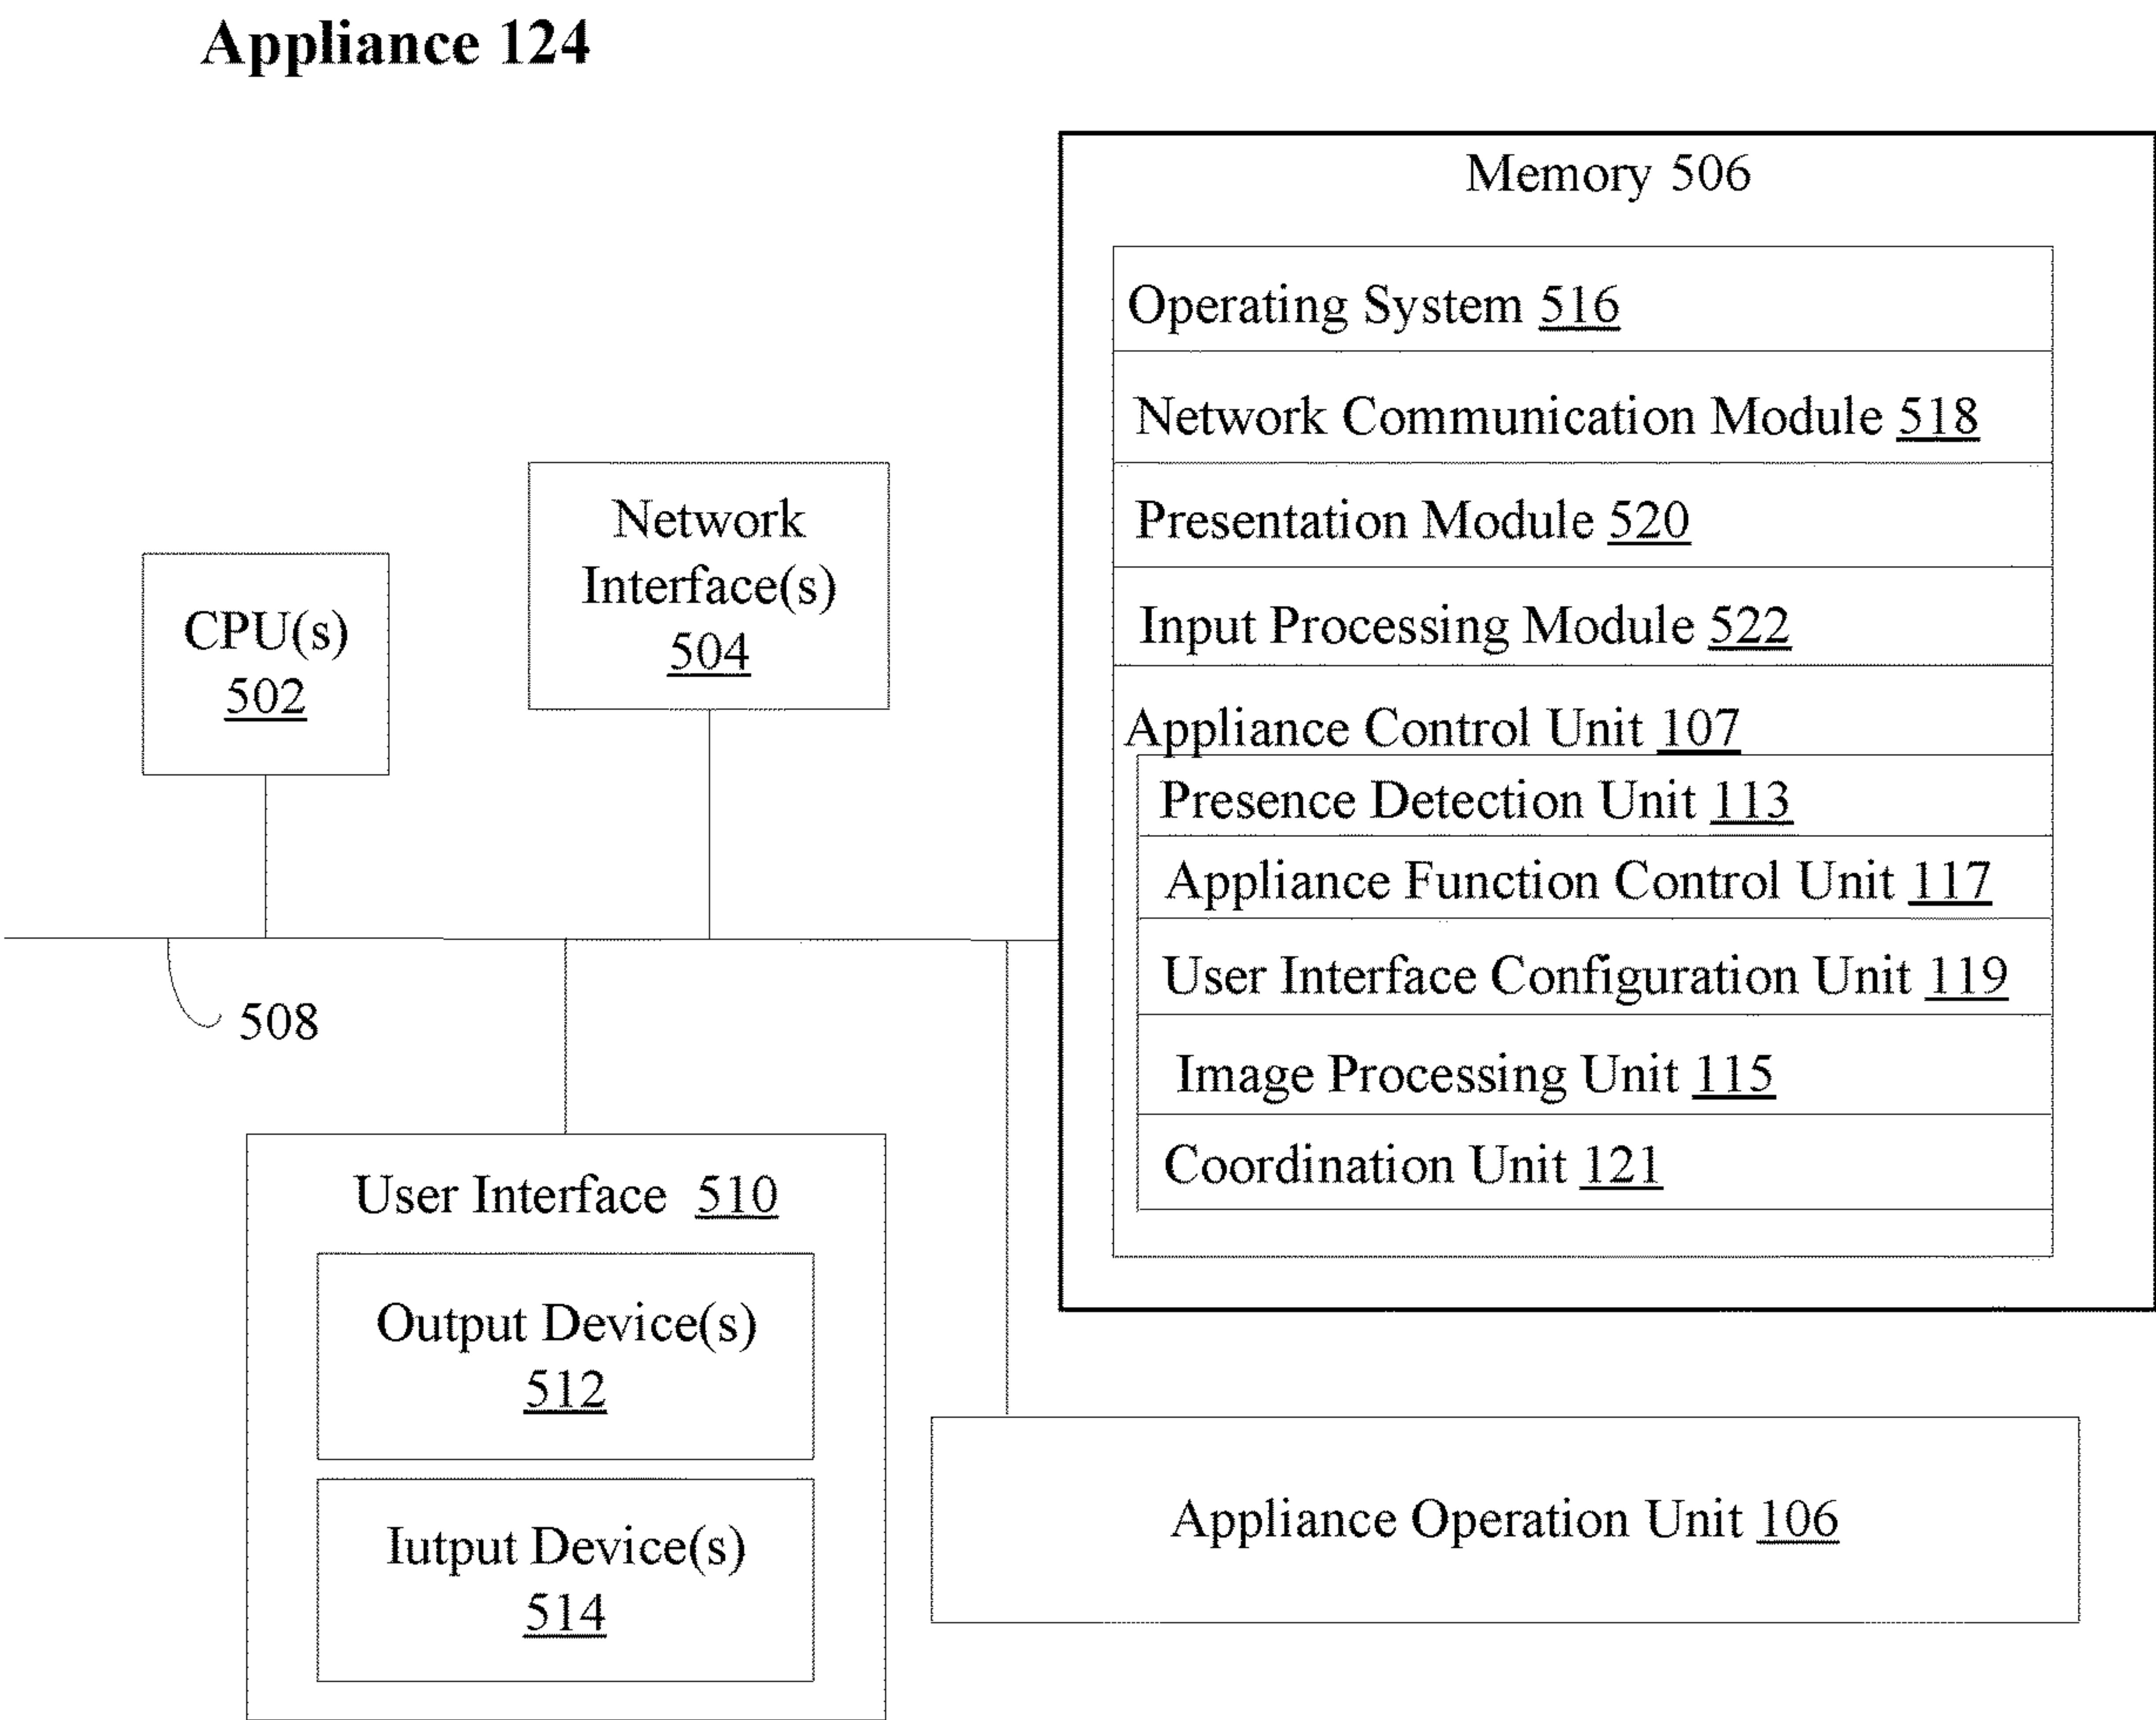 Appliance 124
Memory 506
Operating System 516
Network Communication Module 518
Presentation Module 520
Input Processing Module 522
Appliance Control Unit 107
Presence Detection Unit 113
Appliance Function Control Unit 117
User Interface Configuration Unit 119
Image Processing Unit 115
Coordination Unit 121
Network
Interface(s)
504
CPU(s)
502
508
User Interface 510
Output Device(s)
512
Iutput Device(s)
514
Appliance Operation Unit 106